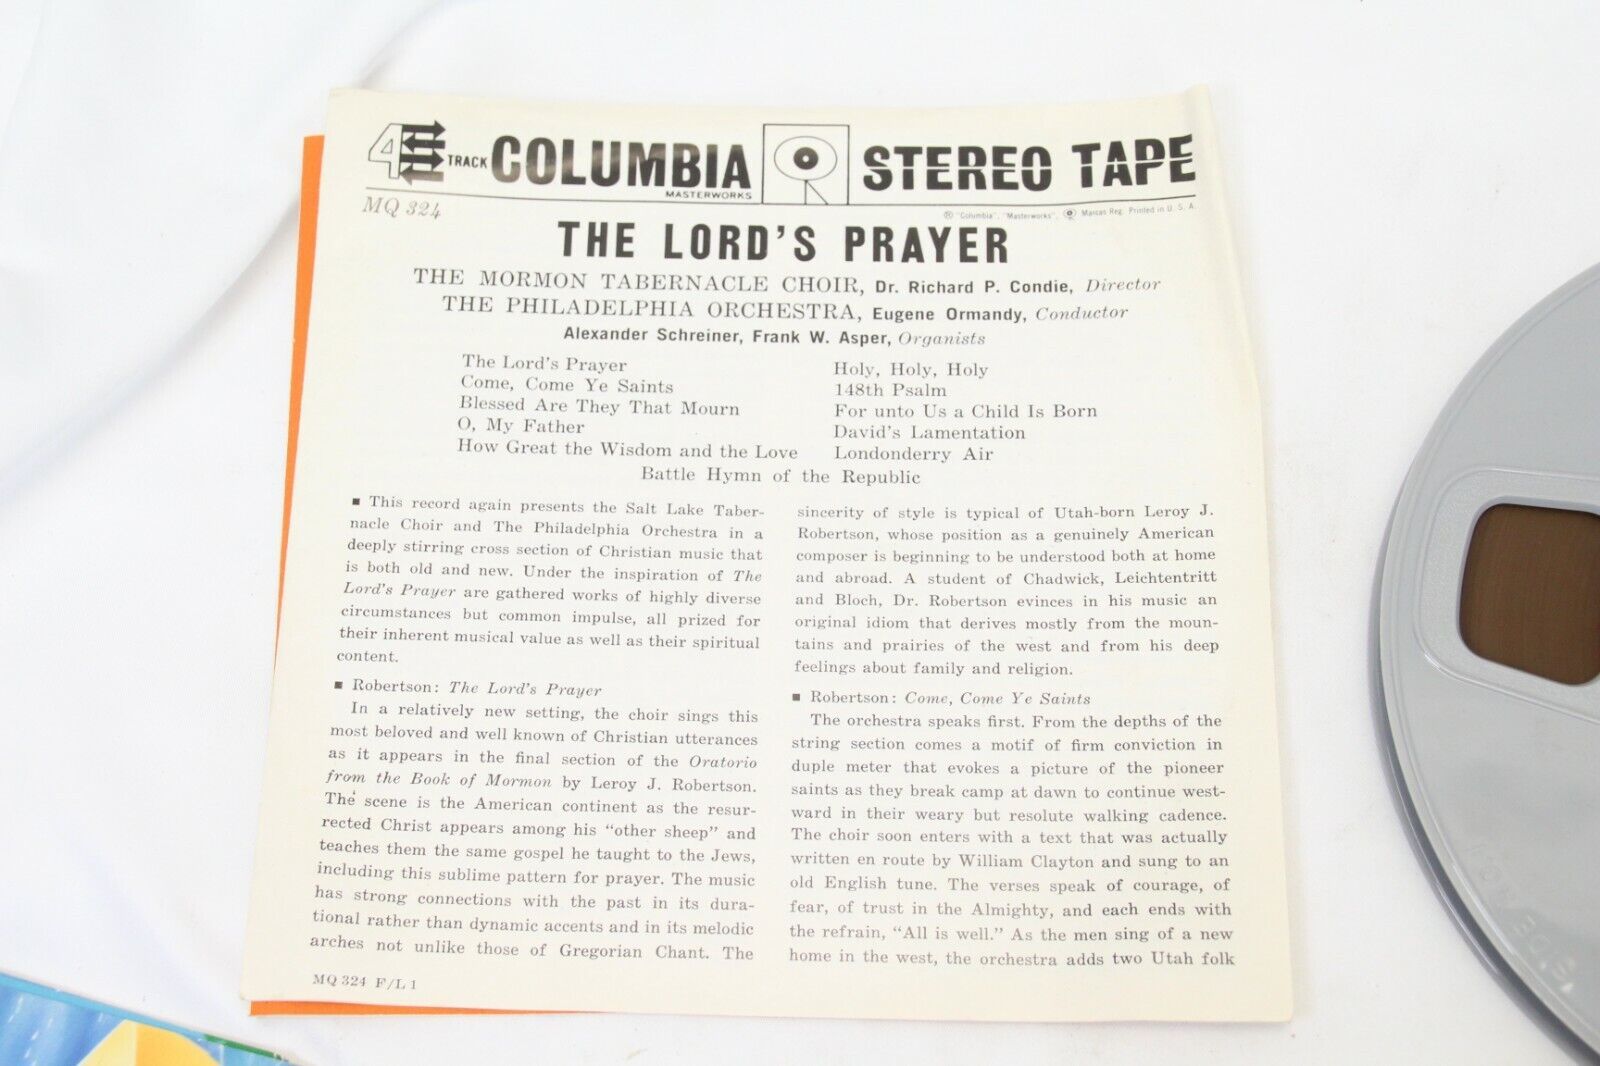 4 TRACK COLUMBIA STEREO TAPE
MASTERWORKS
MQ 324
® "Columbia", "Masterworks", Marcas Reg. Printed in U. S. A.
THE LORD'S PRAYER
THE MORMON TABERNACLE CHOIR, Dr. Richard P. Condie, Director
THE PHILADELPHIA ORCHESTRA, Eugene Ormandy, Conductor
Alexander Schreiner, Frank W. Asper, Organists
The Lord's Prayer
Come, Come Ye Saints
Blessed Are They That Mourn
O, My Father
How Great the Wisdom and the Love
Holy, Holy, Holy
148th Psalm
For unto Us a Child Is Born
David's Lamentation
Londonderry Air
Battle Hymn of the Republic
■ This record again presents the Salt Lake Taber-
nacle Choir and The Philadelphia Orchestra in a
deeply stirring cross section of Christian music that
is both old and new. Under the inspiration of The
Lord's Prayer are gathered works of highly diverse
circumstances but common impulse, all prized for
their inherent musical value as well as their spiritual
content.
■ Robertson: The Lord's Prayer
In a relatively new setting, the choir sings this
most beloved and well known of Christian utterances
as it appears in the final section of the Oratorio
from the Book of Mormon by Leroy J. Robertson.
The scene is the American continent as the resur-
rected Christ appears among his "other sheep" and
teaches them the same gospel he taught to the Jews,
including this sublime pattern for prayer. The music
has strong connections with the past in its dura-
tional rather than dynamic accents and in its melodic
arches not unlike those of Gregorian Chant. The
sincerity of style is typical of Utah-born Leroy J.
Robertson, whose position as a genuinely American
composer is beginning to be understood both at home
and abroad. A student of Chadwick, Leichtentritt
and Bloch, Dr. Robertson evinces in his music an
original idiom that derives mostly from the moun-
tains and prairies of the west and from his deep
feelings about family and religion.
■ Robertson: Come, Come Ye Saints
The orchestra speaks first. From the depths of the
string section comes a motif of firm conviction in
duple meter that evokes a picture of the pioneer
saints as they break camp at dawn to continue west-
ward in their weary but resolute walking cadence.
The choir soon enters with a text that was actually
written en route by William Clayton and sung to an
old English tune. The verses speak of courage, of
fear, of trust in the Almighty, and each ends with
the refrain, "All is well." As the men sing of a new
home in the west, the orchestra adds two Utah folk
MQ 324 F/L 1